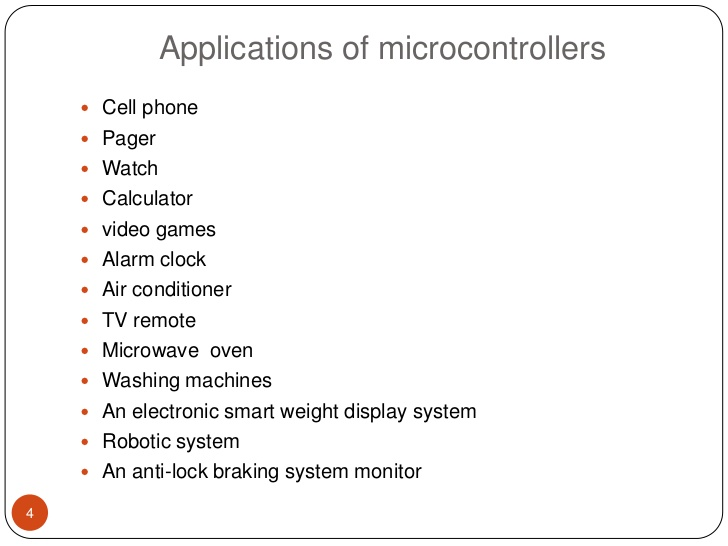 Applications of microcontrollers
Cell phone
Pager
Watch
Calculator
video games
Alarm clock
Air conditioner
TV remote
Microwave  oven
Washing machines
An electronic smart weight display system
Robotic system
An anti-lock braking system monitor
4